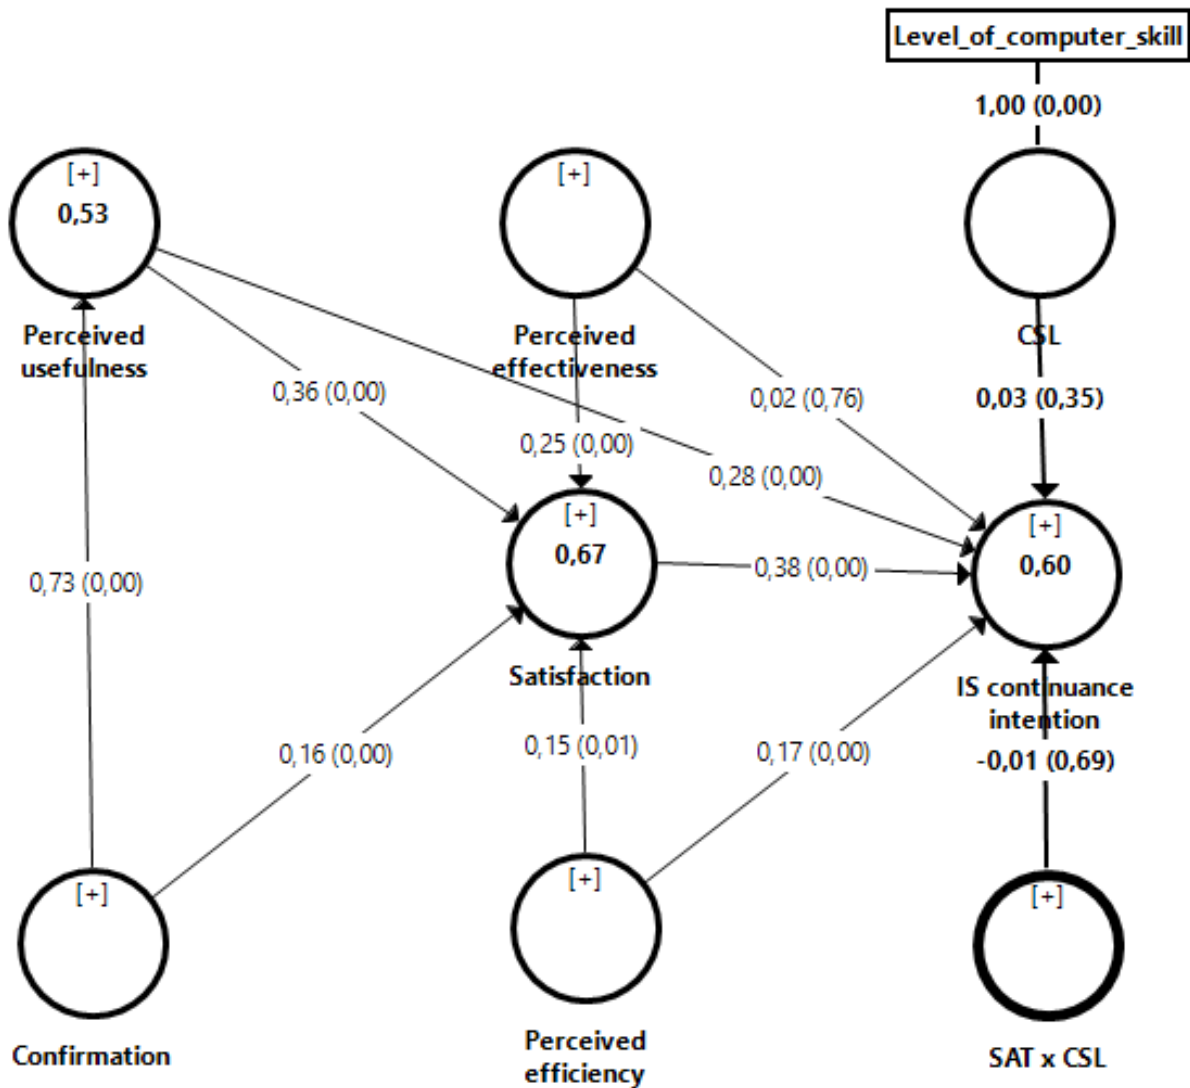 Level_of_computer_skill
1,00 (0,00)
[+]
0,53
[+]
Perceived
usefulness
Perceived
effectiveness
CSL
0,36 (0,00)
0,02 (0,76)
0,03 (0,35)
0,25 (0,00)
0,28 (0,00)
[+]
0,67
[+]
0,60
0,73 (0,00)
0,38 (0,00)
Satisfaction
IS continuance
intention
0,16 (0,00)
0,15 (0,01)
0,17 (0,00)
-0,01 (0,69)
[+]
[+]
[+]
Confirmation
Perceived
efficiency
SAT x CSL